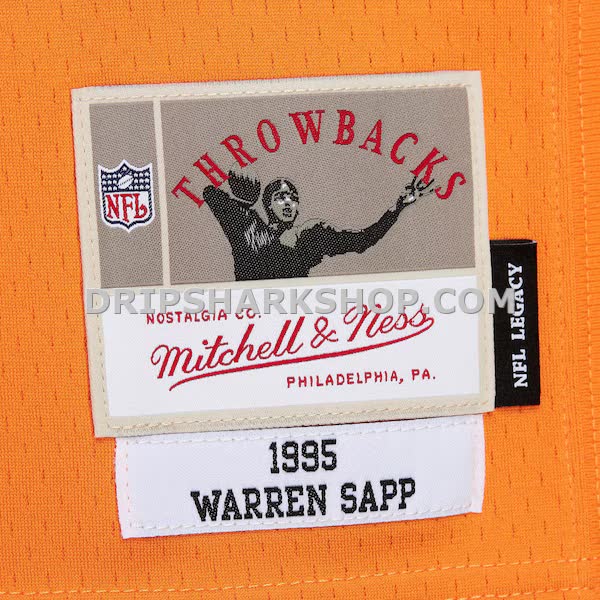 THROWBACKS
NFL
DRIPSHARKSHOP.COM
NOSTALGIA CO.
Mitchell & Ness
PHILADELPHIA, PA.
NFL LEGACY
1995
WARREN SAPP